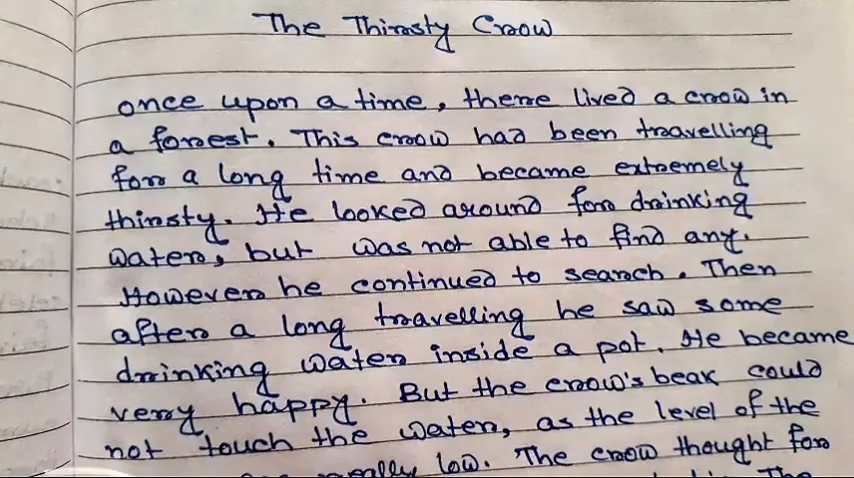 The Thirsty Crow
once upon a time, there lived a crow in
a forest. This crow had been travelling
for a long time and became extremely
thirsty. He looked around for drinking
water, but was not able to find any.
However he continued to search. Then
after a long travelling he saw some
drinking water inside a pot. He became
very happy. But the crow's beak could
not touch the water, as the level of the
really low. The crow thought for
The